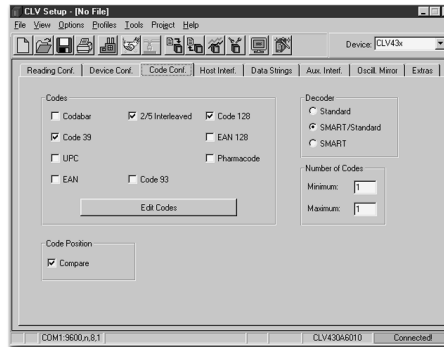 CLV Setup - [No File]
File View Options Profiles Tools Project Help
Device: CLV43x
Reading Conf. Device Conf. Code Conf. Host Interf. Data Strings Aux. Interf. Oscill. Mirror Extras
Codes
Codabar 2/5 Interleaved Code 128
Code 39 EAN 128
UPC Pharmacode
EAN Code 93
Edit Codes
Decoder
Standard
SMART/Standard
SMART
Number of Codes
Minimum: 1
Maximum: 1
Code Position
Compare
COM1:9600,n,8,1 CLV430A6010 Connected!